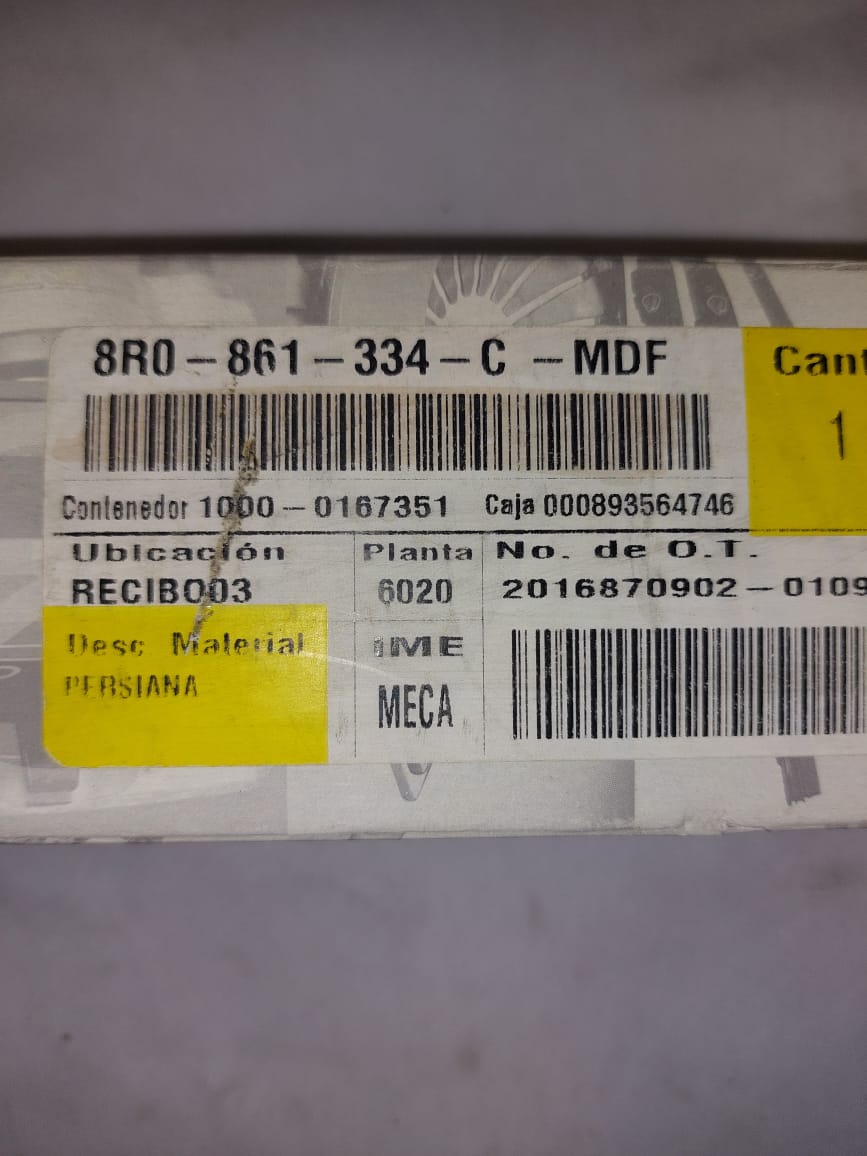 8R0-861-334-C -MDF
Cant
1
Contenedor 1000-0167351 Caja 000893564746
Ubicación Planta No. de O.T.
RECIBO03 6020 2016870902-0109
Desc Material IME
PERSIANA MECA